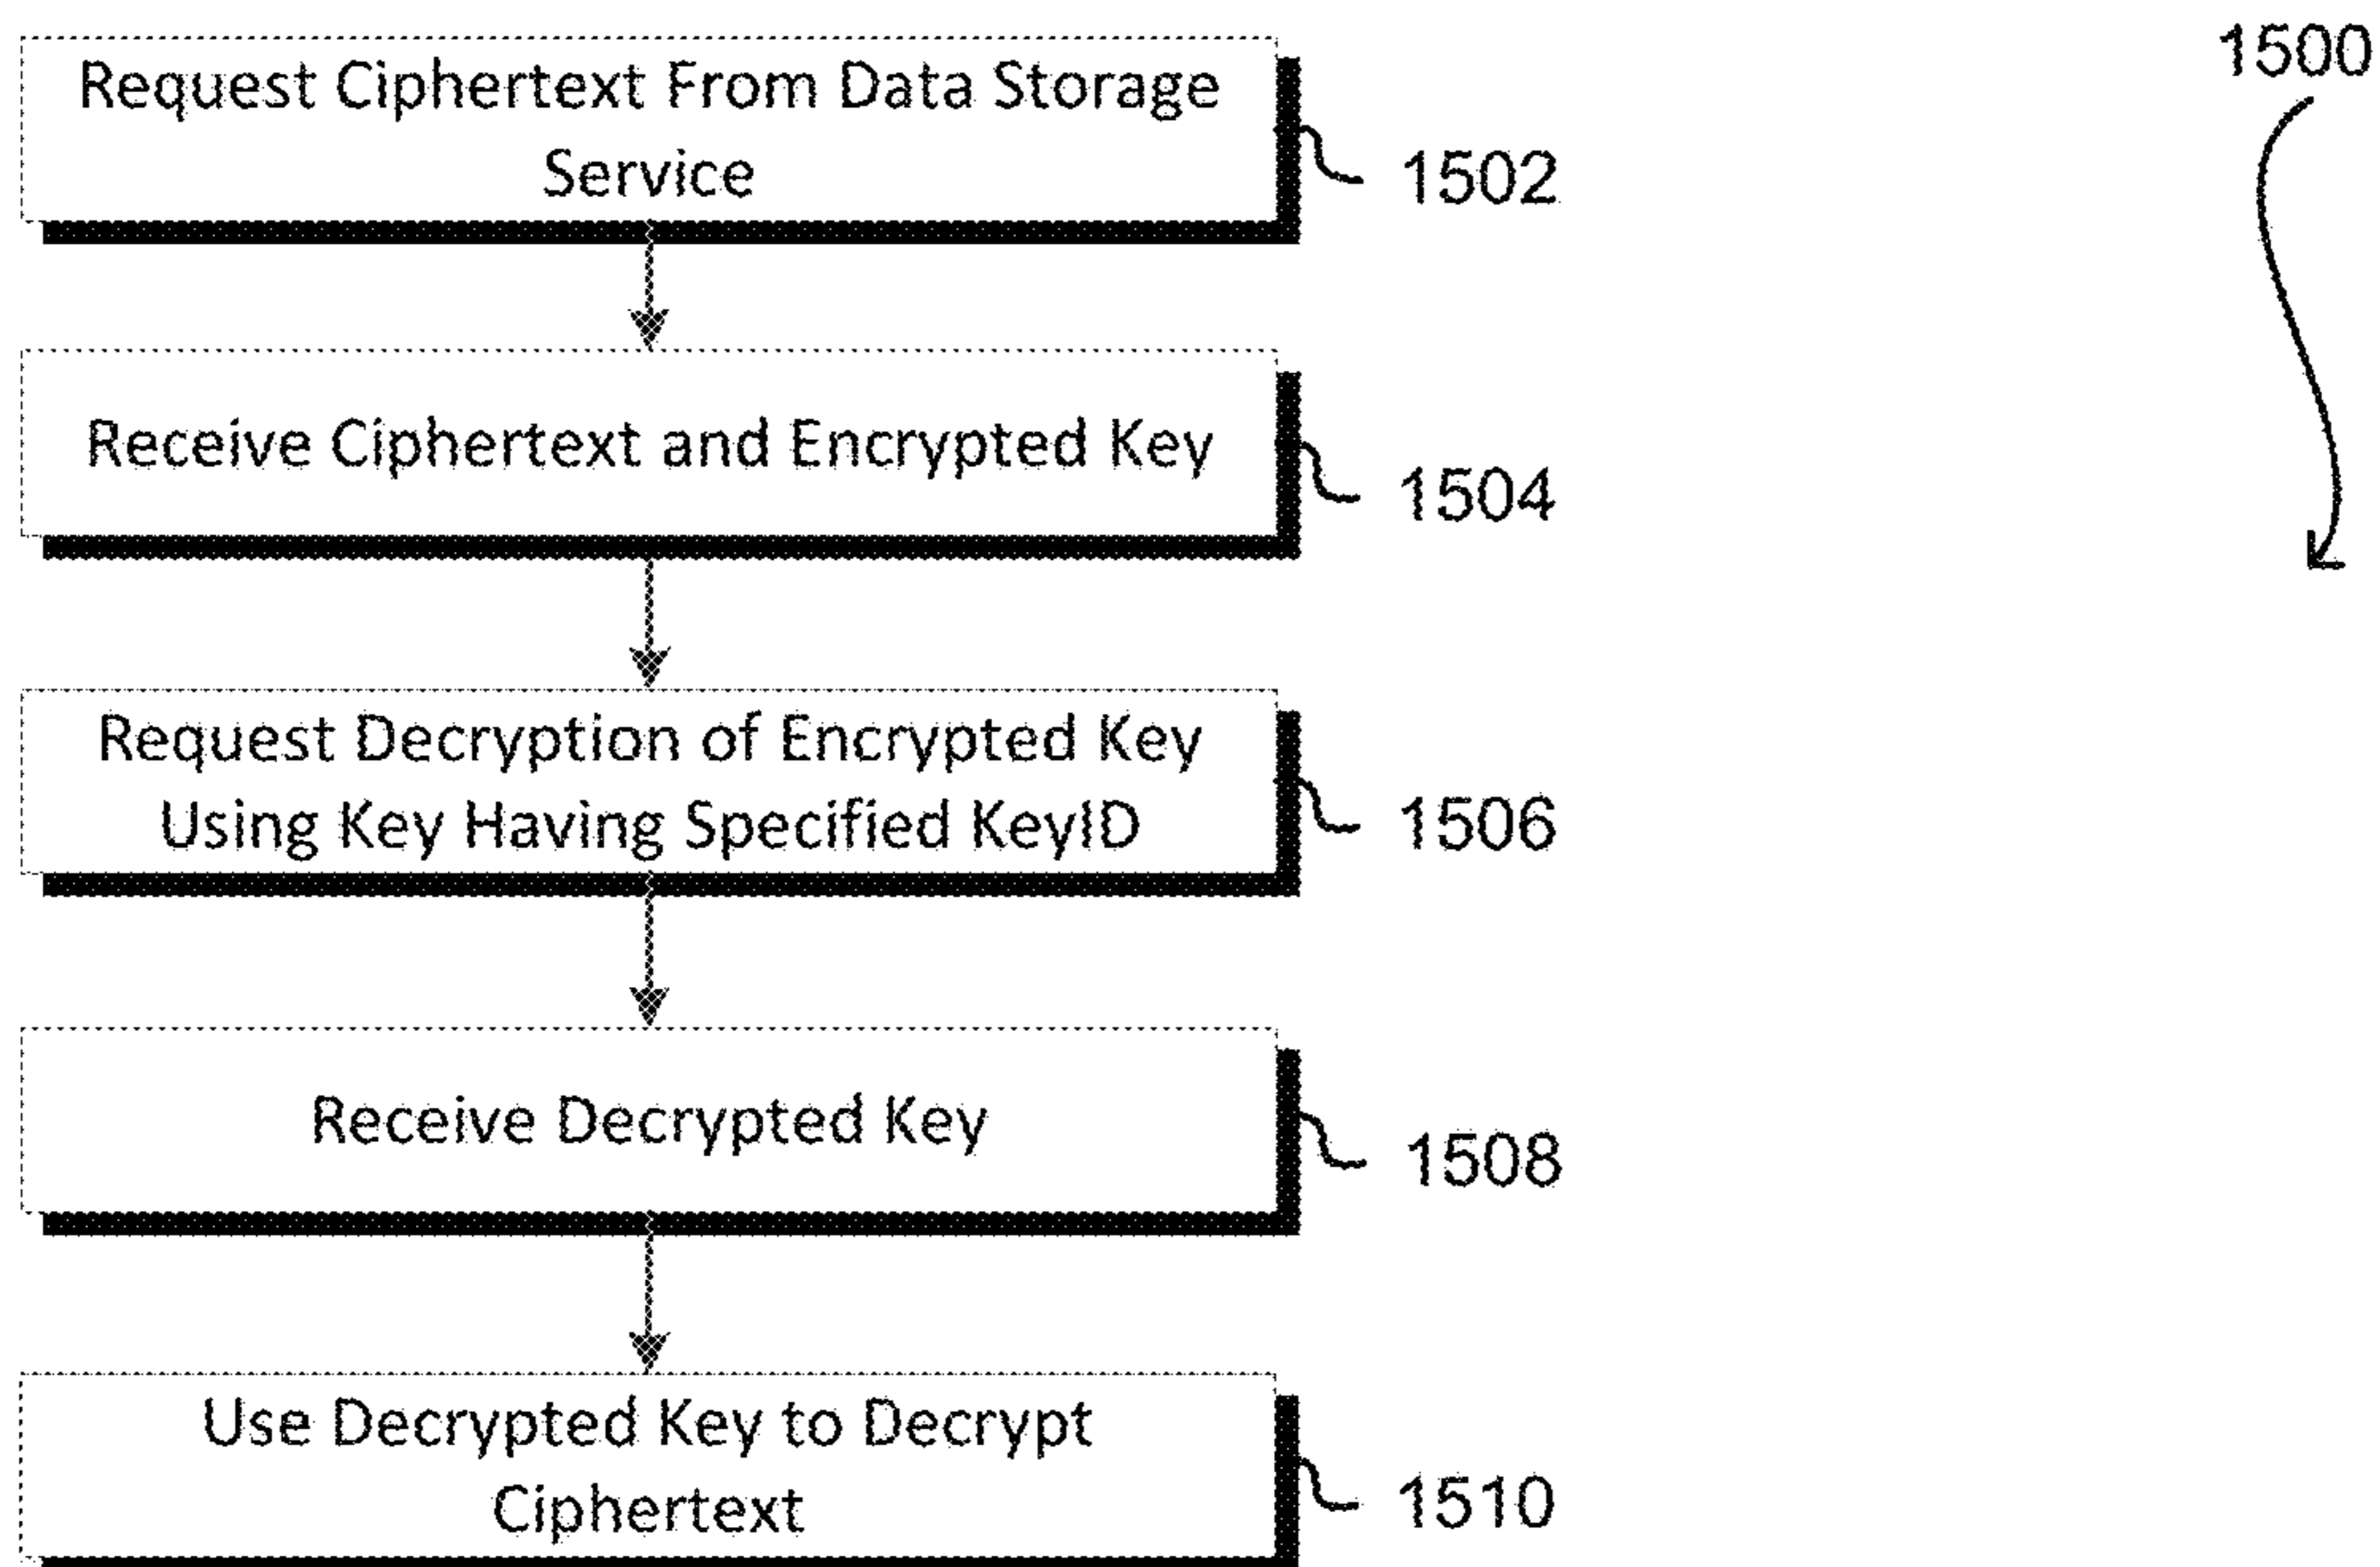 1500
Request Ciphertext From Data Storage
Service
1502
Receive Ciphertext and Encrypted Key
1504
Request Decryption of Encrypted Key
Using Key Having Specified KeyID
1506
Receive Decrypted Key
1508
Use Decrypted Key to Decrypt
Ciphertext
1510